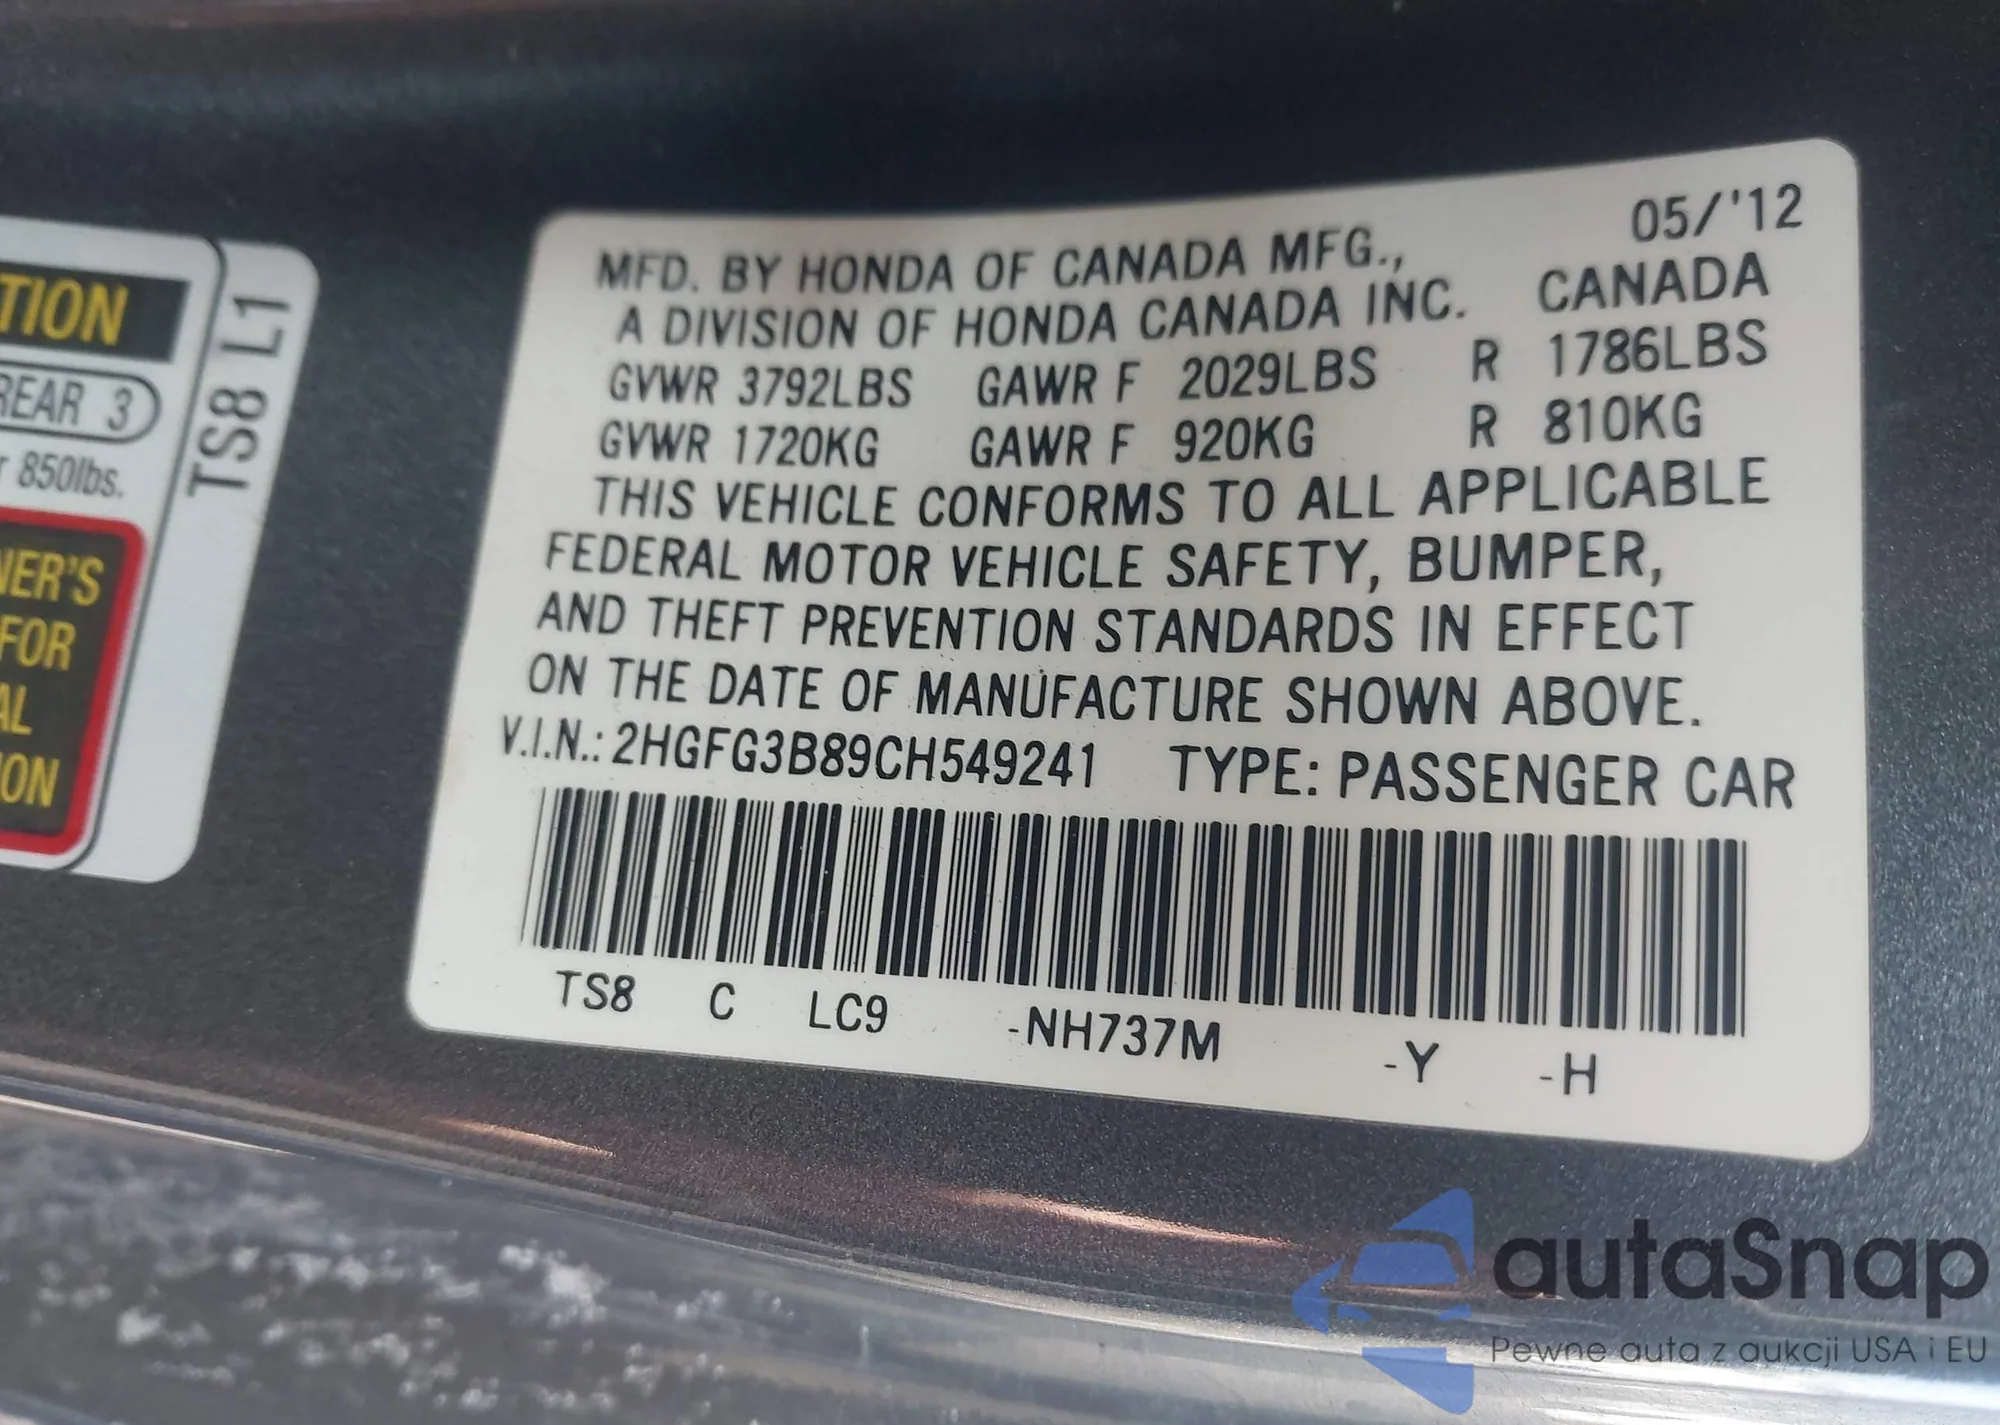 TION
REAR 3
850lbs.
NER'S
FOR
AL
ION
TS8 L1
05/'12
MFD. BY HONDA OF CANADA MFG.,
A DIVISION OF HONDA CANADA INC. CANADA
GVWR 3792LBS GAWR F 2029LBS R 1786LBS
GVWR 1720KG GAWR F 920KG R 810KG
THIS VEHICLE CONFORMS TO ALL APPLICABLE
FEDERAL MOTOR VEHICLE SAFETY, BUMPER,
AND THEFT PREVENTION STANDARDS IN EFFECT
ON THE DATE OF MANUFACTURE SHOWN ABOVE.
V.I.N.: 2HGFG3B89CH549241 TYPE: PASSENGER CAR
TS8 C LC9 -NH737M -Y -H
autaSnap
Pewne auta z aukcji USA i EU